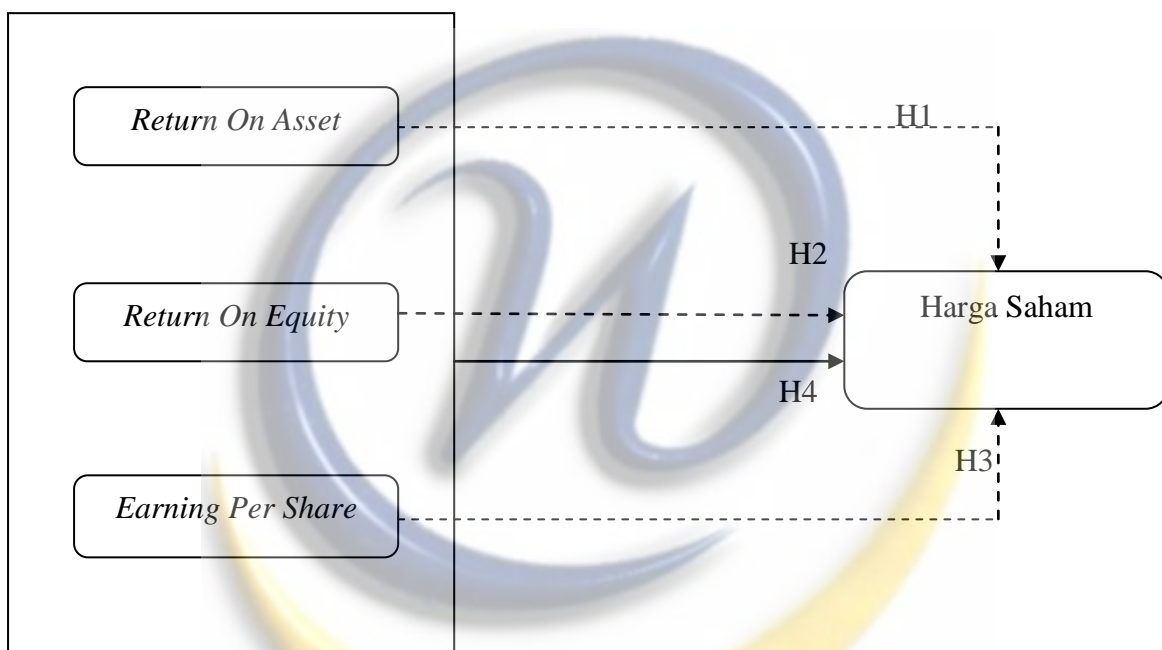 Return On Asset
H1
H2
Return On Equity
Harga Saham
H4
H3
Earning Per Share